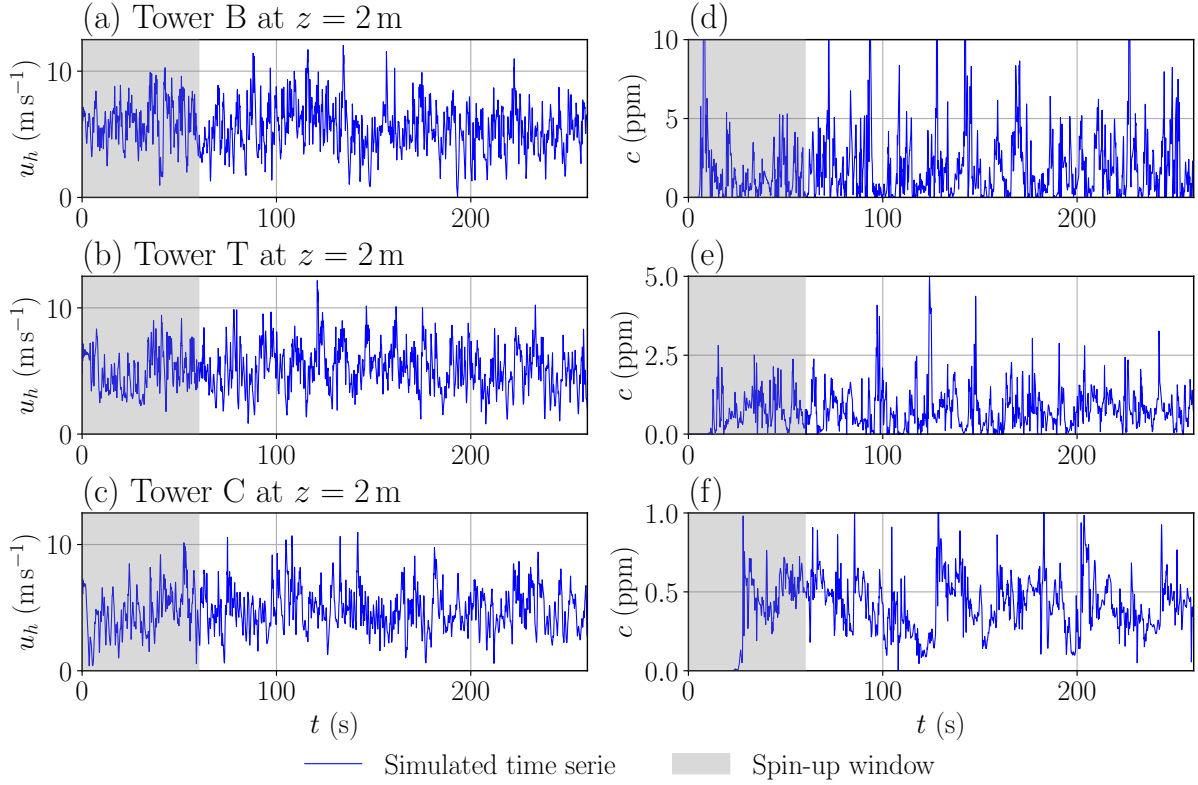 (a) Tower B at z = 2 m
(d)
u_h (m s⁻¹)
10
0
0 100 200
c (ppm)
10
5
0
0 100 200
(b) Tower T at z = 2 m
(e)
u_h (m s⁻¹)
10
0
0 100 200
c (ppm)
5.0
2.5
0.0
0 100 200
(c) Tower C at z = 2 m
(f)
u_h (m s⁻¹)
10
0
0 100 200
t (s)
c (ppm)
1.0
0.5
0.0
0 100 200
t (s)
Simulated time serie
Spin-up window